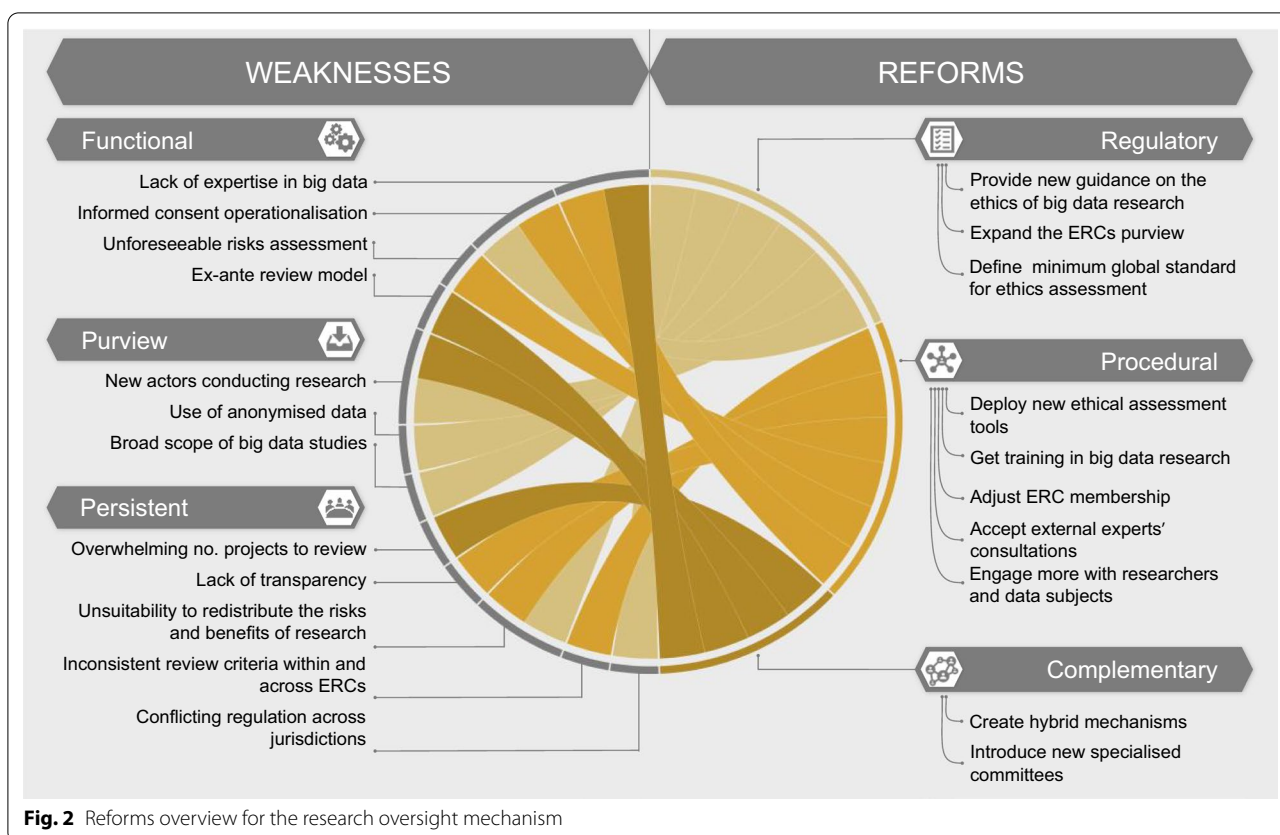 WEAKNESSES
REFORMS
Functional
Lack of expertise in big data
Informed consent operationalisation
Unforeseeable risks assessment
Ex-ante review model
Purview
New actors conducting research
Use of anonymised data
Broad scope of big data studies
Persistent
Overwhelming no. projects to review
Lack of transparency
Unsuitability to redistribute the risks
and benefits of research
Inconsistent review criteria within and
across ERCs
Conflicting regulation across
jurisdictions
Regulatory
Provide new guidance on the
ethics of big data research
Expand the ERCs purview
Define minimum global standard
for ethics assessment
Procedural
Deploy new ethical assessment
tools
Get training in big data research
Adjust ERC membership
Accept external experts'
consultations
Engage more with researchers
and data subjects
Complementary
Create hybrid mechanisms
Introduce new specialised
committees
Fig. 2 Reforms overview for the research oversight mechanism